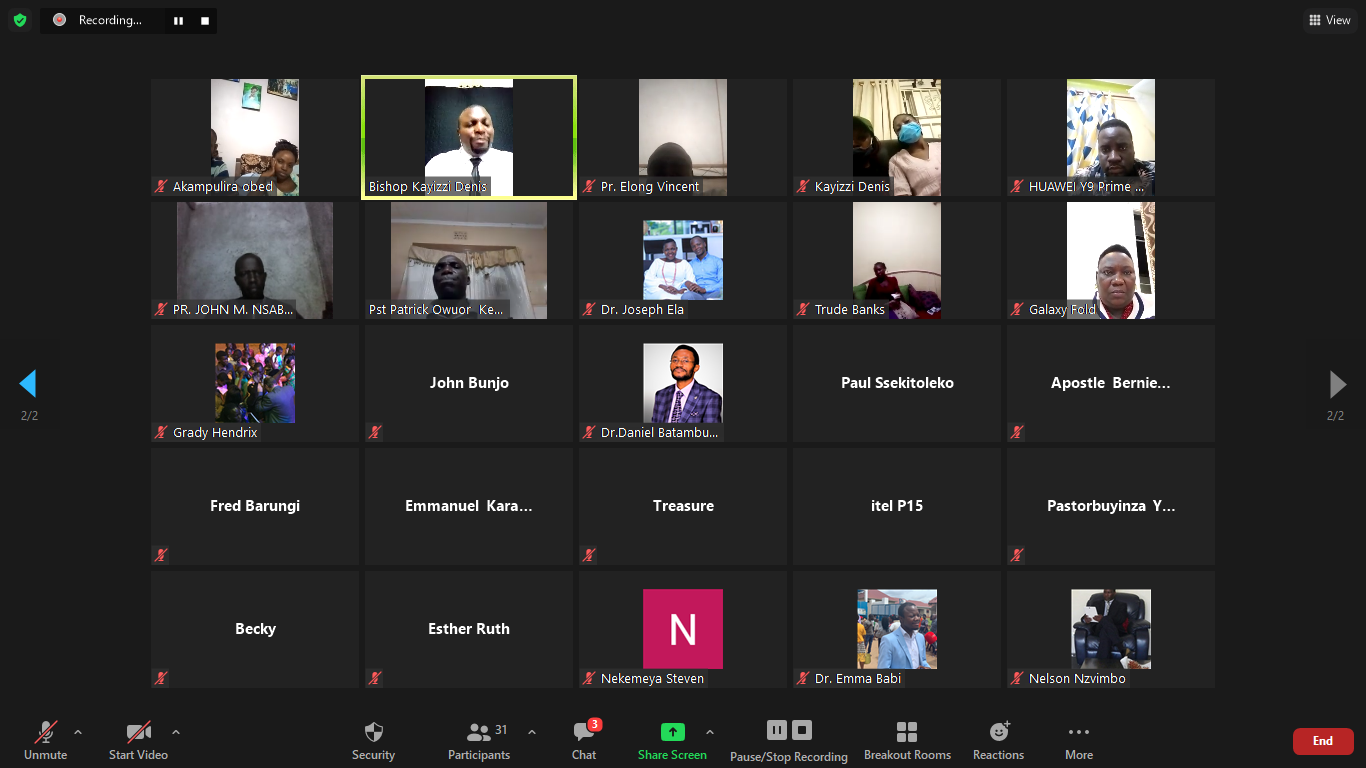 Recording...
View
Akampulira obed
Bishop Kayizzi Denis
Pr. Elong Vincent
Kayizzi Denis
HUAWEI Y9 Prime ...
PR. JOHN M. NSAB...
Pst Patrick Owuor Ke...
Dr. Joseph Ela
Trude Banks
Galaxy Fold
Grady Hendrix
John Bunjo
Dr.Daniel Batambu...
Paul Ssekitoleko
Apostle Bernie...
2/2
2/2
Fred Barungi
Emmanuel Kara...
Treasure
itel P15
Pastorbuyinza Y...
Becky
Esther Ruth
N
Nekemeya Steven
Dr. Emma Babi
Nelson Nzvimbo
Unmute
Start Video
Security
31
Participants
3
Chat
Share Screen
Pause/Stop Recording
Breakout Rooms
Reactions
More
End